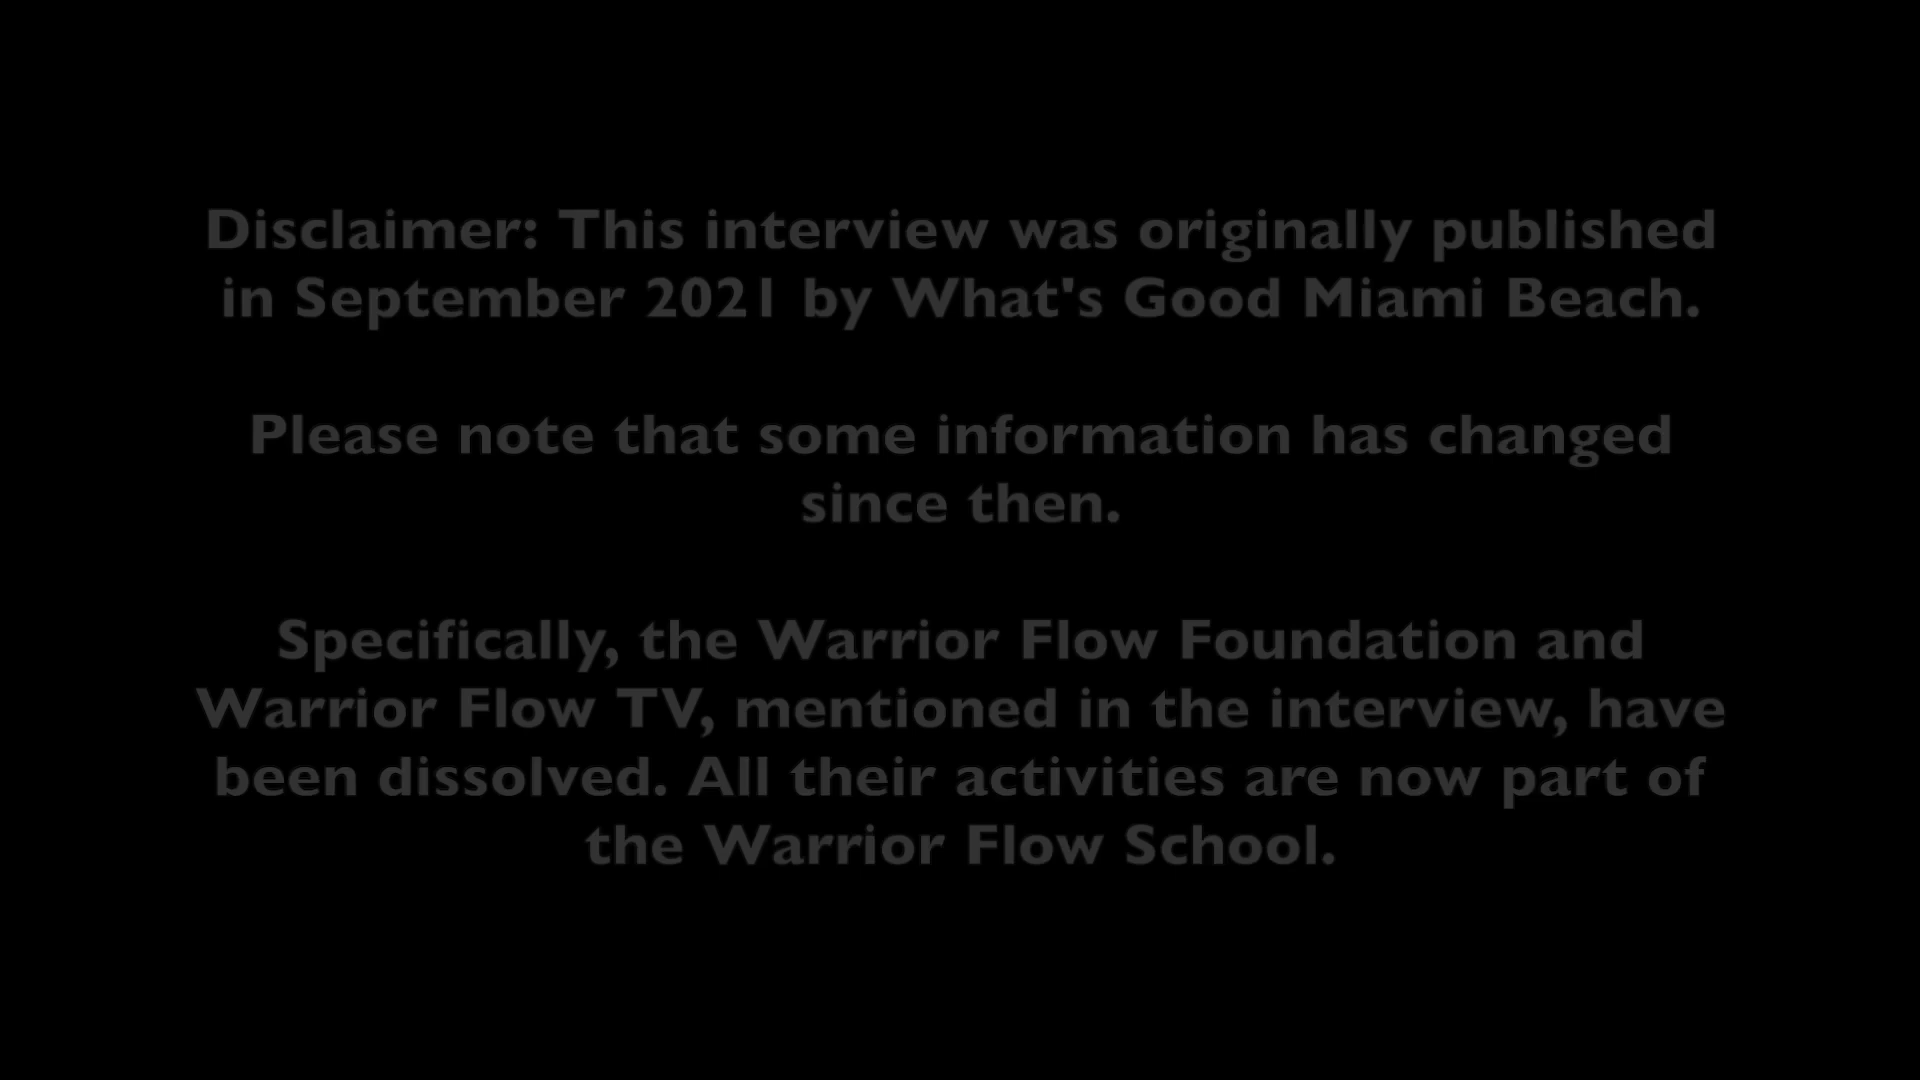 Disclaimer: This interview was originally published
in September 2021 by What's Good Miami Beach.
Please note that some information has changed
since then.
Specifically, the Warrior Flow Foundation and
Warrior Flow TV, mentioned in the interview, have
been dissolved. All their activities are now part of
the Warrior Flow School.